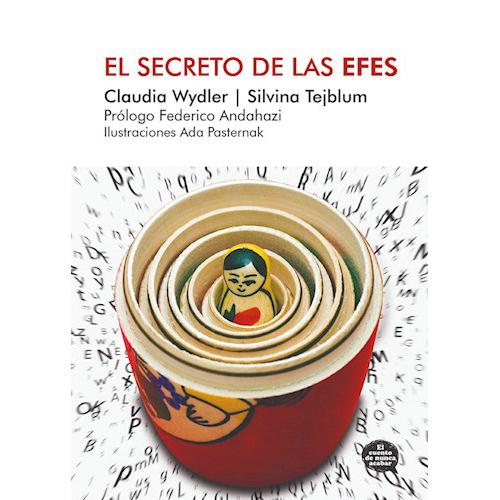 EL SECRETO DE LAS EFES
Claudia Wydler | Silvina Tejblum
Prólogo Federico Andahazi
Ilustraciones Ada Pasternak
El
cuento
de nunca
acabar